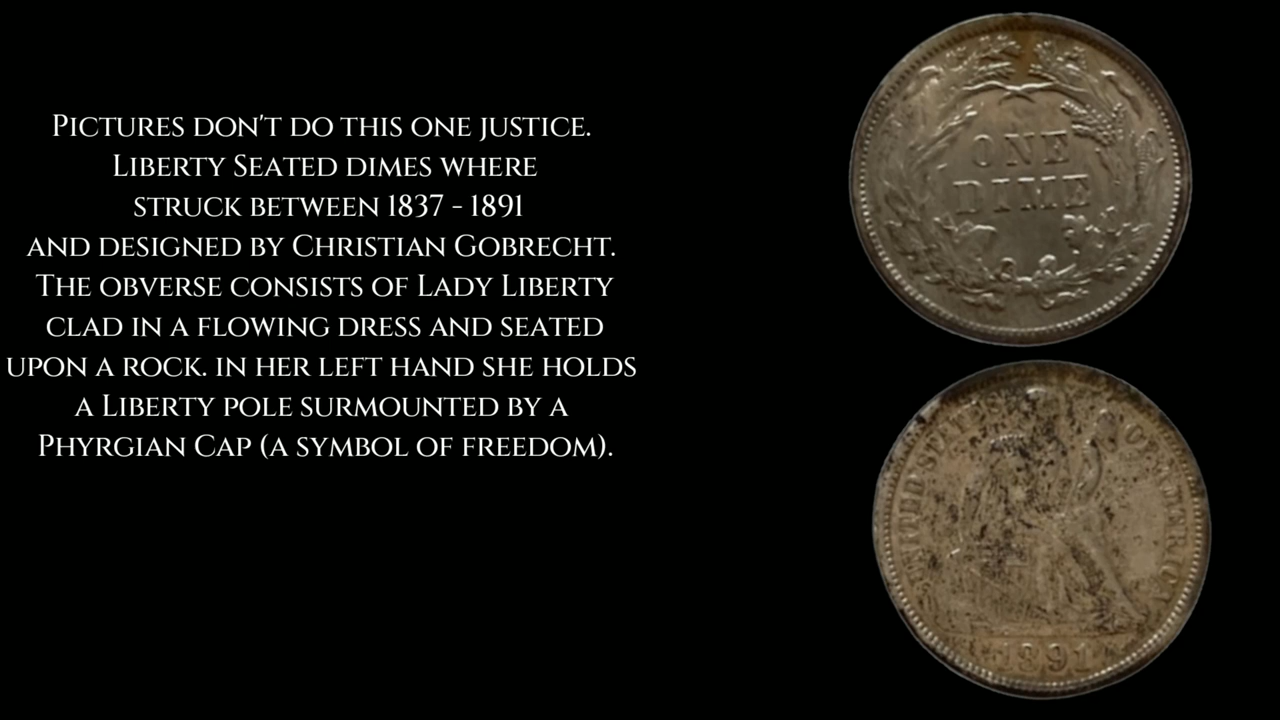 Pictures don't do this one justice.
Liberty Seated dimes where
struck between 1837 - 1891
and designed by Christian Gobrecht.
The obverse consists of Lady Liberty
clad in a flowing dress and seated
upon a rock. in her left hand she holds
a Liberty pole surmounted by a
Phyrgian Cap (a symbol of freedom).
ONE
DIME
UNITED STATES OF AMERICA
1891